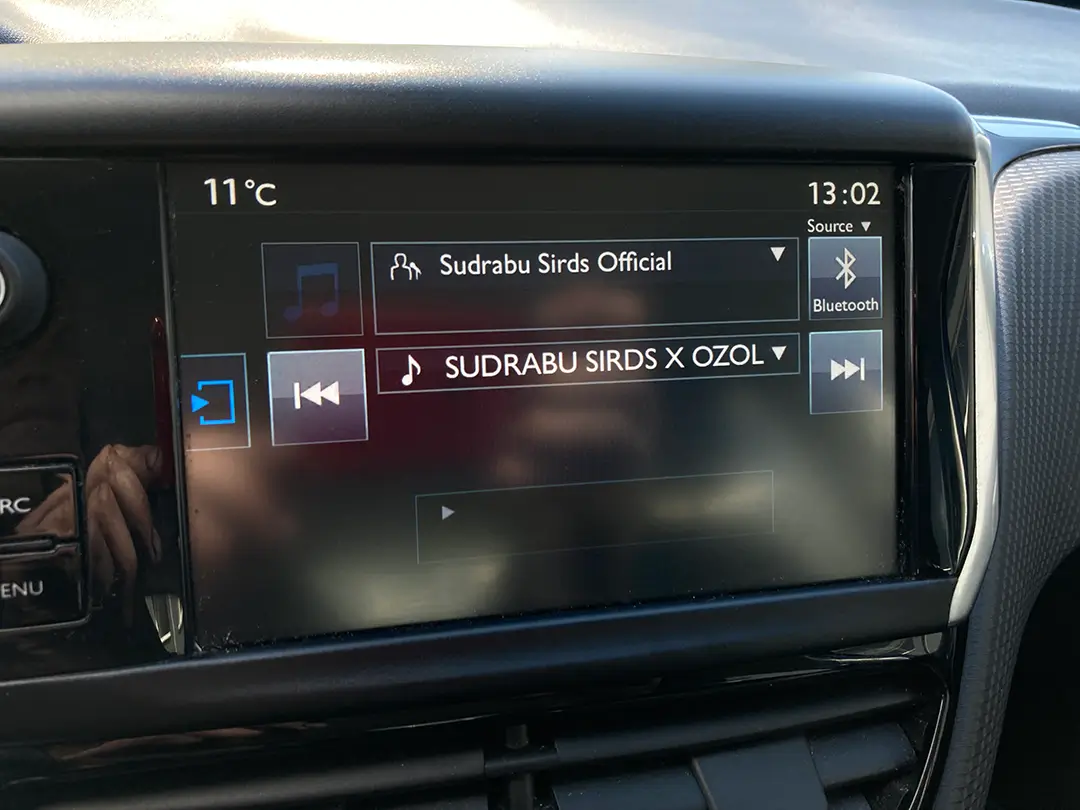 11°C
13:02
Source
Sudrabu Sirds Official
Bluetooth
SUDRABU SIRDS X OZOL
RC
ENU